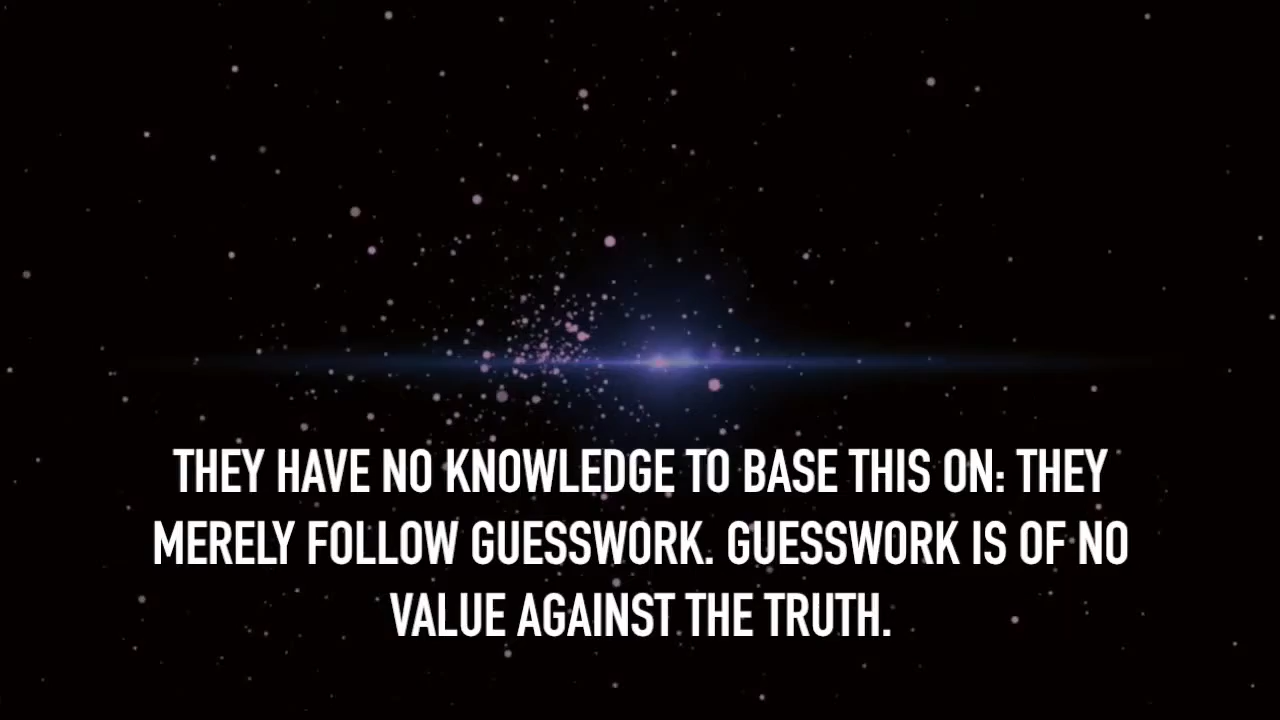 THEY HAVE NO KNOWLEDGE TO BASE THIS ON: THEY
MERELY FOLLOW GUESSWORK. GUESSWORK IS OF NO
VALUE AGAINST THE TRUTH.